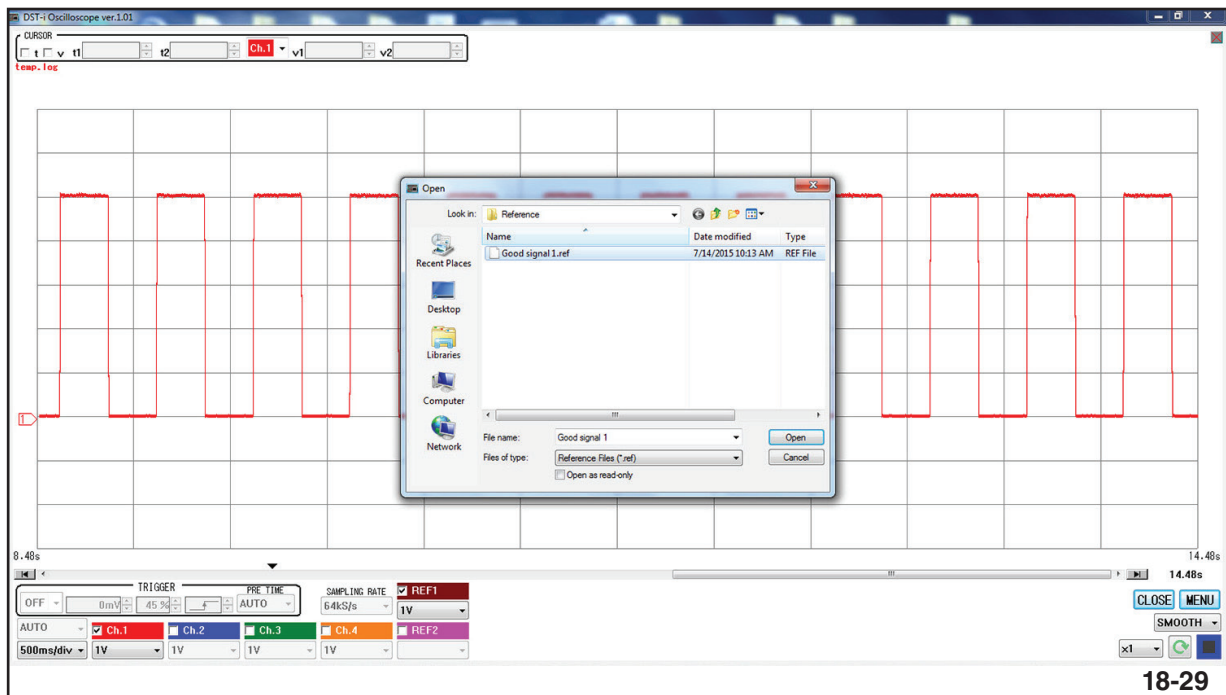 DST-i Oscilloscope ver.1.01
CURSOR
t v t1 t2 Ch.1 v1 v2
temp.log
Open
Look in: Reference
Name Date modified Type
Good signal 1.ref 7/14/2015 10:13 AM REF File
Recent Places
Desktop
Libraries
Computer
Network
File name: Good signal 1 Open
Files of type: Reference Files (*.ref) Cancel
Open as read-only
1
8.48s 14.48s
14.48s
TRIGGER PRE TIME SAMPLING RATE REF1
OFF 0mV 45 % AUTO 64kS/s 1V
CLOSE MENU
AUTO Ch.1 Ch.2 Ch.3 Ch.4 REF2
SMOOTH
500ms/div 1V 1V 1V 1V
x1
18-29